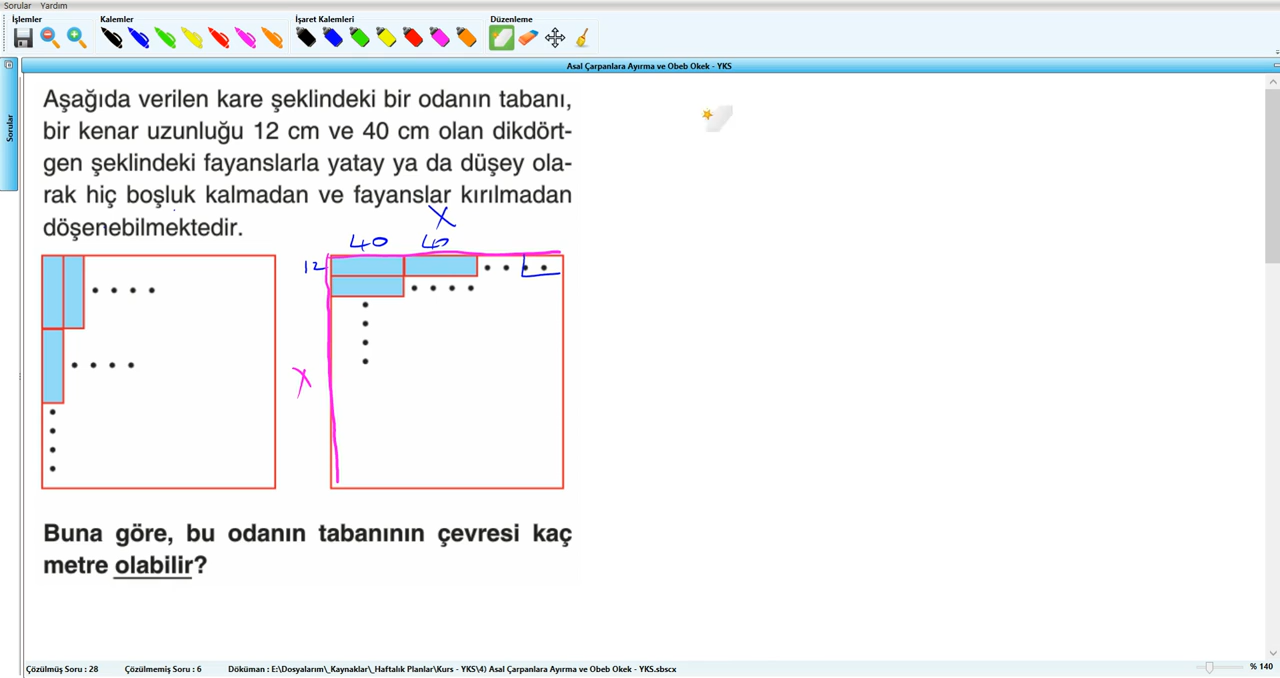 Sorular Yardım
İşlemler Kalemler İşaret Kalemleri Düzenleme
Asal Çarpanlara Ayırma ve Obeb Okek - YKS
Sorular
Aşağıda verilen kare şeklindeki bir odanın tabanı,
bir kenar uzunluğu 12 cm ve 40 cm olan dikdört-
gen şeklindeki fayanslarla yatay ya da düşey ola-
rak hiç boşluk kalmadan ve fayanslar kırılmadan
döşenebilmektedir.
X
40 40
12
X
Buna göre, bu odanın tabanının çevresi kaç
metre olabilir?
Çözülmüş Soru : 28 Çözülmemiş Soru : 6 Döküman : E:\Dosyalarım\_Kaynaklar\_Haftalık Planlar\Kurs - YKS\4) Asal Çarpanlara Ayırma ve Obeb Okek - YKS.sbscx % 140